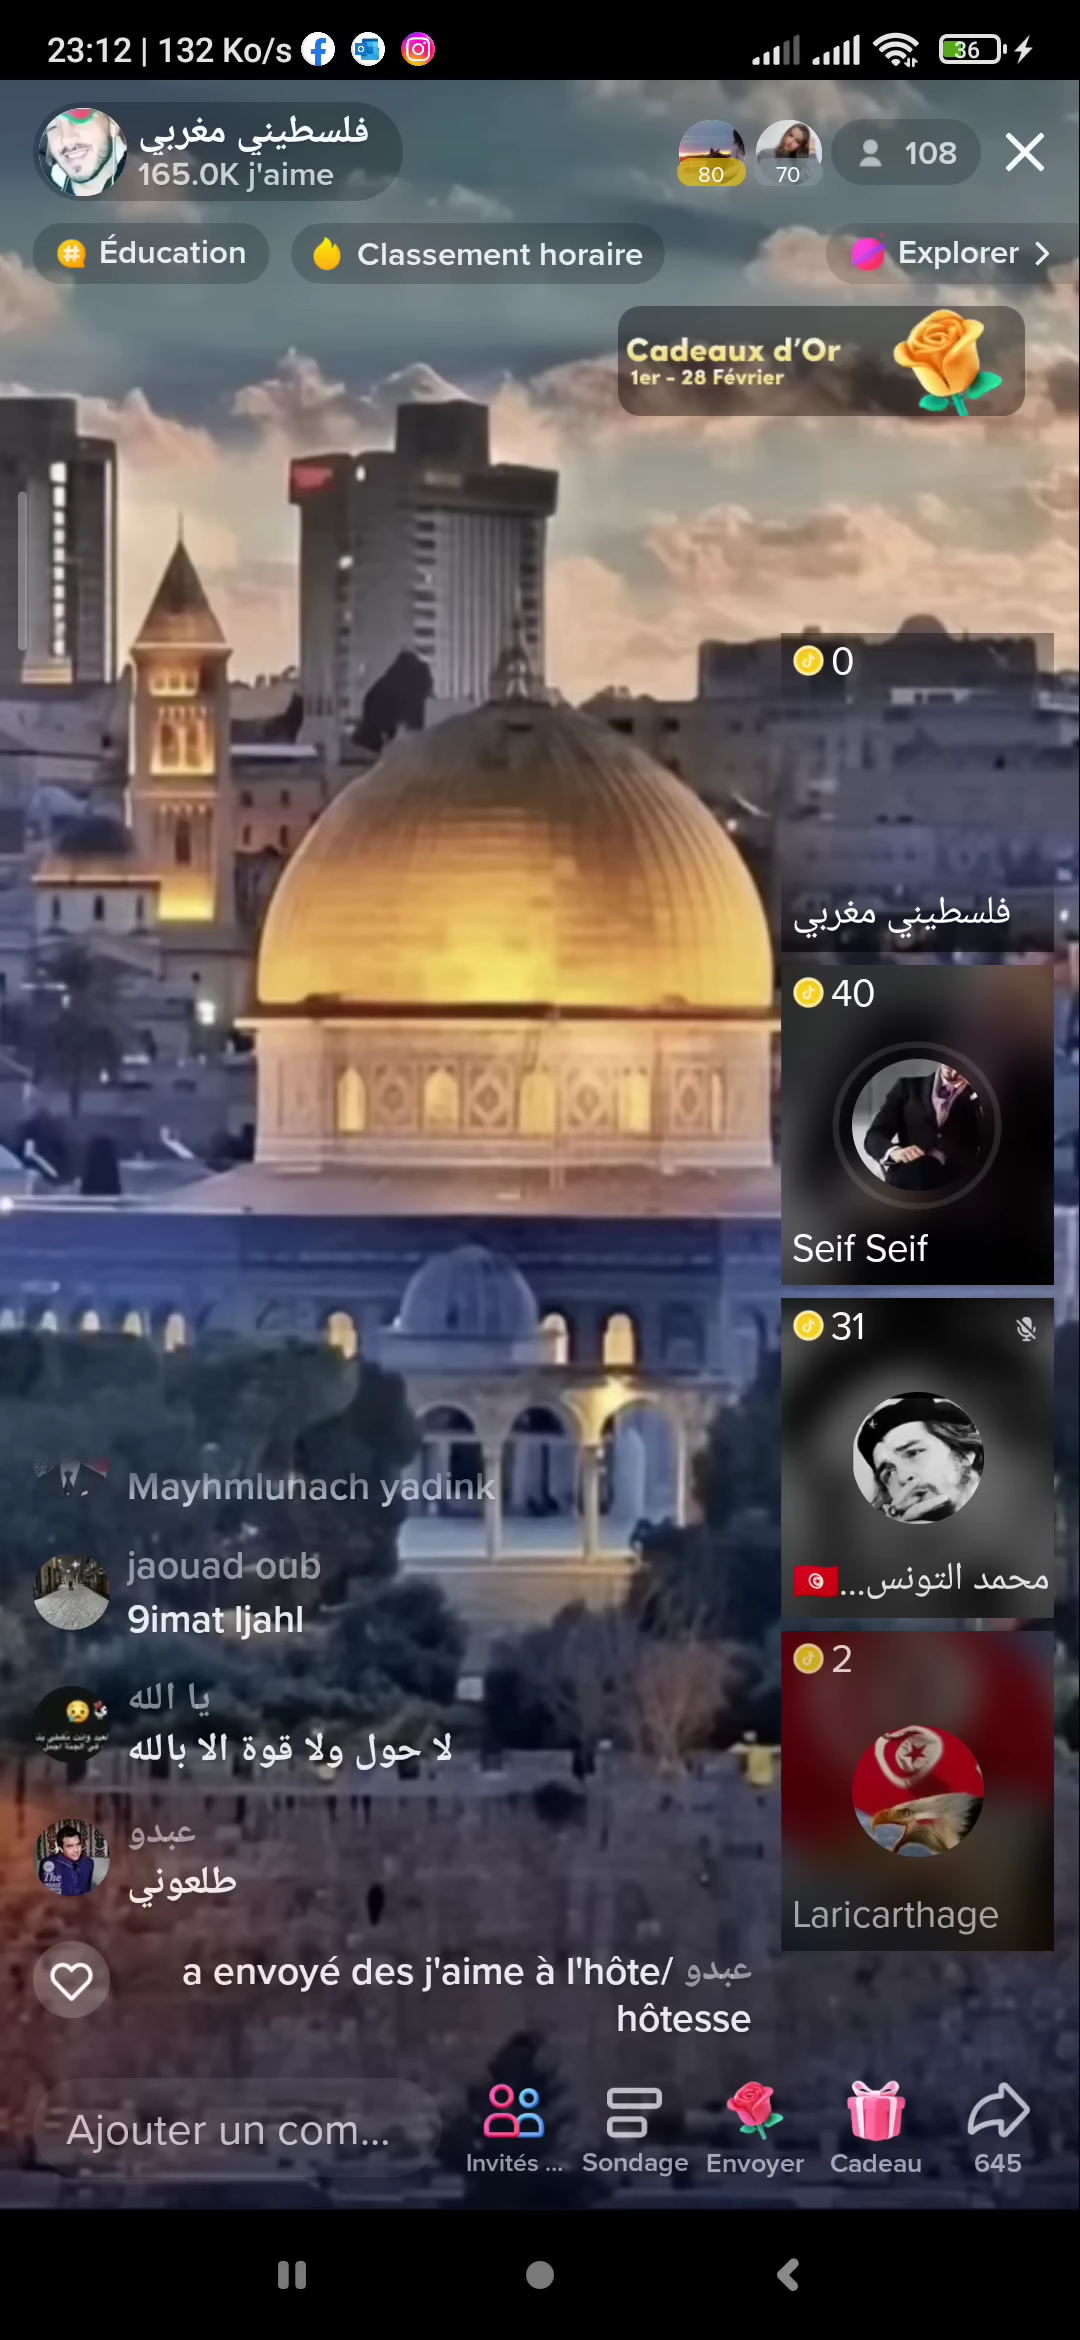 23:12 | 132 Ko/s
36
فلسطيني مغربي
165.0K j'aime
80
70
108
Éducation
Classement horaire
Explorer
Cadeaux d'Or
1er - 28 Février
0
فلسطيني مغربي
40
Seif Seif
31
محمد التونس...🇹🇳
2
Laricarthage
Mayhmlunach yadink
jaouad oub
9imat ljahl
يا الله
لا حول ولا قوة الا بالله
عبدو
طلعوني
عبدو a envoyé des j'aime à l'hôte/
hôtesse
Ajouter un com...
Invités ...
Sondage
Envoyer
Cadeau
645